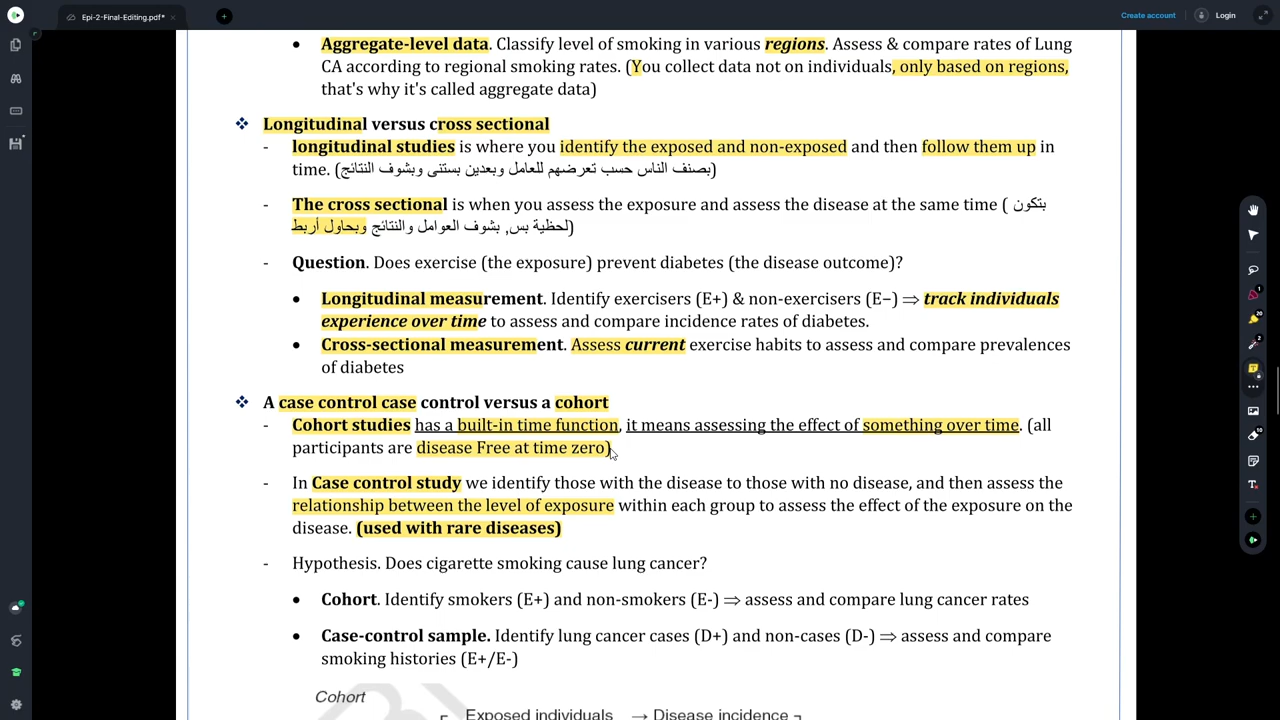 Epi-2-Final-Editing.pdf*
Create account
Login
• Aggregate-level data. Classify level of smoking in various regions. Assess & compare rates of Lung
CA according to regional smoking rates. (You collect data not on individuals, only based on regions,
that's why it's called aggregate data)
❖ Longitudinal versus cross sectional
- longitudinal studies is where you identify the exposed and non-exposed and then follow them up in
time. (بصنف الناس حسب تعرضهم للعامل وبعدين بستنى وبشوف النتائج)
- The cross sectional is when you assess the exposure and assess the disease at the same time ( بتكون
لحظية بس, بشوف العوامل والنتائج وبحاول أربط)
- Question. Does exercise (the exposure) prevent diabetes (the disease outcome)?
• Longitudinal measurement. Identify exercisers (E+) & non-exercisers (E−) ⇒ track individuals
experience over time to assess and compare incidence rates of diabetes.
• Cross-sectional measurement. Assess current exercise habits to assess and compare prevalences
of diabetes
❖ A case control case control versus a cohort
- Cohort studies has a built-in time function, it means assessing the effect of something over time. (all
participants are disease Free at time zero)
- In Case control study we identify those with the disease to those with no disease, and then assess the
relationship between the level of exposure within each group to assess the effect of the exposure on the
disease. (used with rare diseases)
- Hypothesis. Does cigarette smoking cause lung cancer?
• Cohort. Identify smokers (E+) and non-smokers (E-) ⇒ assess and compare lung cancer rates
• Case-control sample. Identify lung cancer cases (D+) and non-cases (D-) ⇒ assess and compare
smoking histories (E+/E-)
Cohort
Exposed individuals → Disease incidence